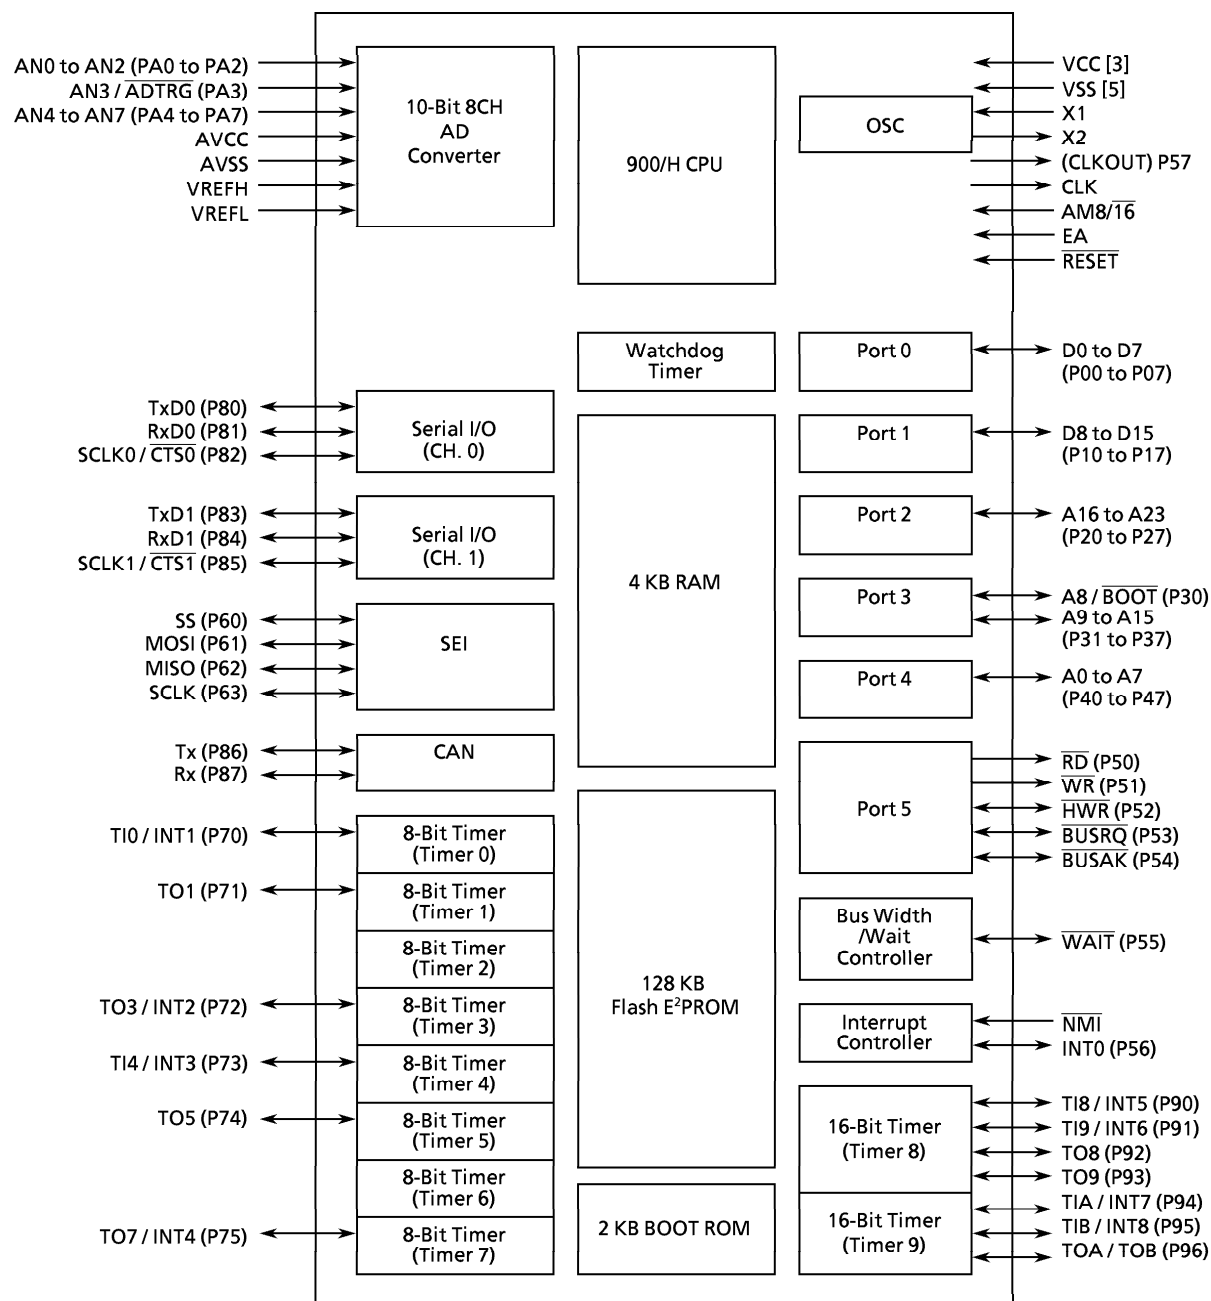 AN0 to AN2 (PA0 to PA2)
AN3 / ADTRG (PA3)
AN4 to AN7 (PA4 to PA7)
AVCC
AVSS
VREFH
VREFL
10-Bit 8CH
AD
Converter
900/H CPU
OSC
VCC [3]
VSS [5]
X1
X2
(CLKOUT) P57
CLK
AM8/16
EA
RESET
Watchdog
Timer
Port 0
D0 to D7
(P00 to P07)
TxD0 (P80)
RxD0 (P81)
SCLK0 / CTS0 (P82)
Serial I/O
(CH. 0)
Port 1
D8 to D15
(P10 to P17)
TxD1 (P83)
RxD1 (P84)
SCLK1 / CTS1 (P85)
Serial I/O
(CH. 1)
4 KB RAM
Port 2
A16 to A23
(P20 to P27)
Port 3
A8 / BOOT (P30)
A9 to A15
(P31 to P37)
SS (P60)
MOSI (P61)
MISO (P62)
SCLK (P63)
SEI
Port 4
A0 to A7
(P40 to P47)
Tx (P86)
Rx (P87)
CAN
Port 5
RD (P50)
WR (P51)
HWR (P52)
BUSRQ (P53)
BUSAK (P54)
TI0 / INT1 (P70)
8-Bit Timer
(Timer 0)
TO1 (P71)
8-Bit Timer
(Timer 1)
8-Bit Timer
(Timer 2)
TO3 / INT2 (P72)
8-Bit Timer
(Timer 3)
TI4 / INT3 (P73)
8-Bit Timer
(Timer 4)
TO5 (P74)
8-Bit Timer
(Timer 5)
8-Bit Timer
(Timer 6)
TO7 / INT4 (P75)
8-Bit Timer
(Timer 7)
128 KB
Flash E²PROM
2 KB BOOT ROM
Bus Width
/Wait
Controller
WAIT (P55)
Interrupt
Controller
NMI
INT0 (P56)
16-Bit Timer
(Timer 8)
TI8 / INT5 (P90)
TI9 / INT6 (P91)
TO8 (P92)
TO9 (P93)
16-Bit Timer
(Timer 9)
TIA / INT7 (P94)
TIB / INT8 (P95)
TOA / TOB (P96)